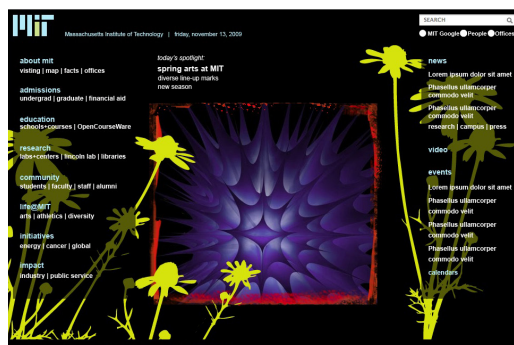 MIT
Massachusetts Institute of Technology | friday, november 13, 2009
SEARCH
MIT Google People Offices
about mit
visting | map | facts | offices
admissions
undergrad | graduate | financial aid
education
schools+courses | OpenCourseWare
research
labs+centers | lincoln lab | libraries
community
students | faculty | staff | alumni
life@MIT
arts | athletics | diversity
initiatives
energy | cancer | global
impact
industry | public service
today's spotlight:
spring arts at MIT
diverse line-up marks
new season
news
Lorem ipsum dolor sit amet
Phasellus ullamcorper
commodo velit
Phasellus ullamcorper
commodo velit
research | campus | press
video
events
Lorem ipsum dolor sit amet
Phasellus ullamcorper
commodo velit
Phasellus ullamcorper
commodo velit
Phasellus ullamcorper
commodo velit
calendars